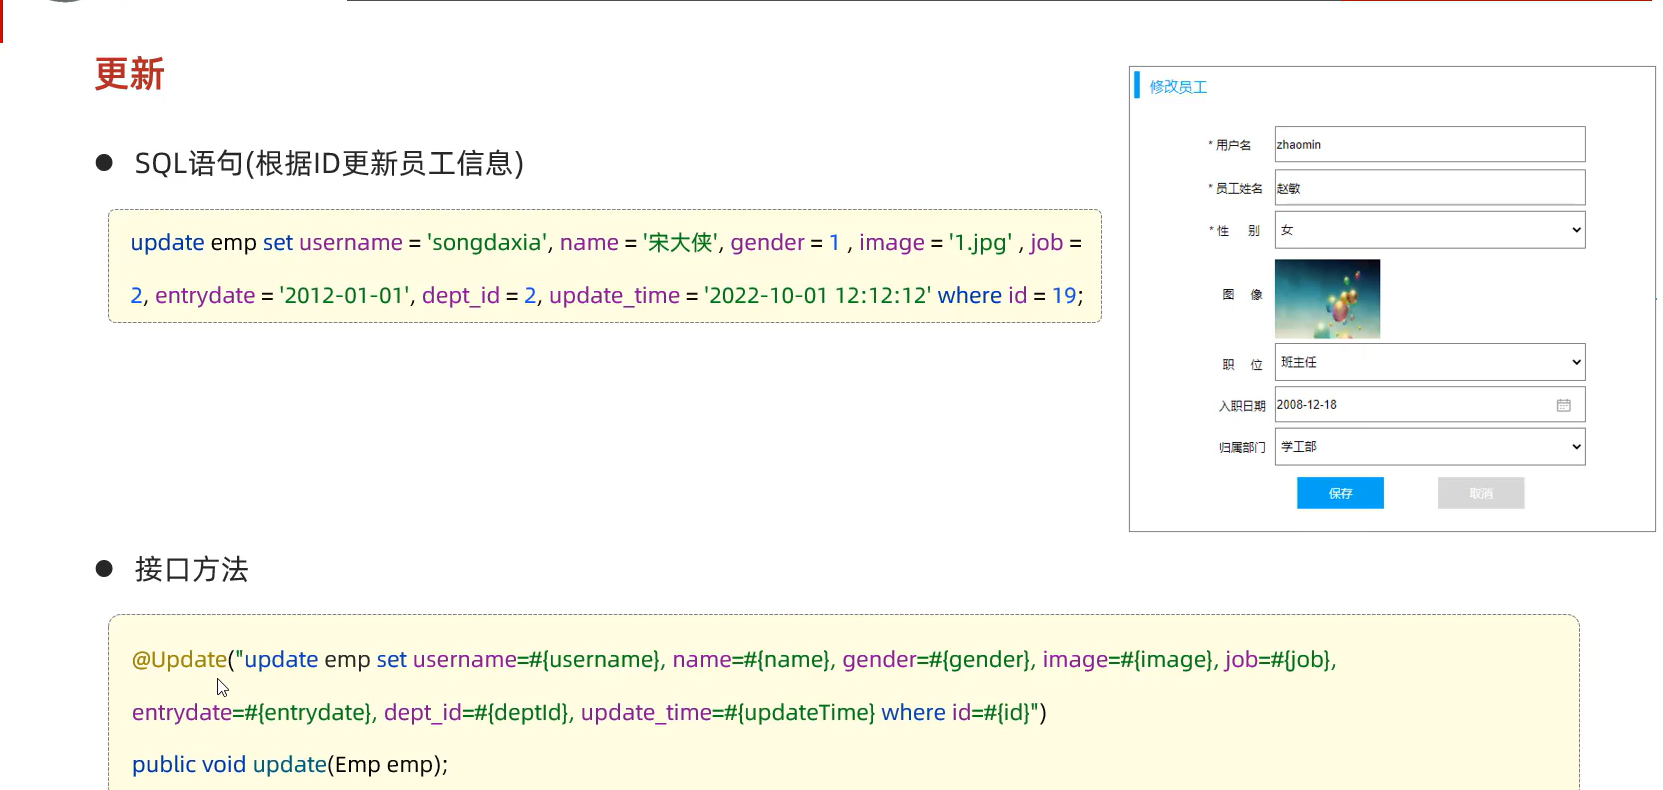 更新
● SQL语句(根据ID更新员工信息)
update emp set username = 'songdaxia', name = '宋大侠', gender = 1 , image = '1.jpg' , job =
2, entrydate = '2012-01-01', dept_id = 2, update_time = '2022-10-01 12:12:12' where id = 19;
修改员工
* 用户名 zhaomin
* 员工姓名 赵敏
* 性 别 女
图 像
职 位 班主任
入职日期 2008-12-18
归属部门 学工部
保存 取消
● 接口方法
@Update("update emp set username=#{username}, name=#{name}, gender=#{gender}, image=#{image}, job=#{job},
entrydate=#{entrydate}, dept_id=#{deptId}, update_time=#{updateTime} where id=#{id}")
public void update(Emp emp);